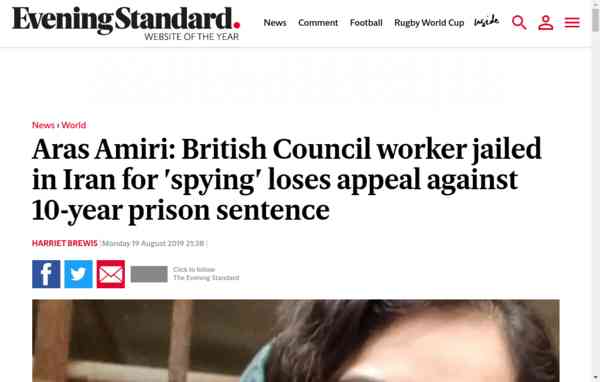 Evening Standard.
WEBSITE OF THE YEAR
News Comment Football Rugby World Cup Inside
News › World
Aras Amiri: British Council worker jailed
in Iran for 'spying' loses appeal against
10-year prison sentence
HARRIET BREWIS | Monday 19 August 2019 21:38 |
Click to follow
The Evening Standard